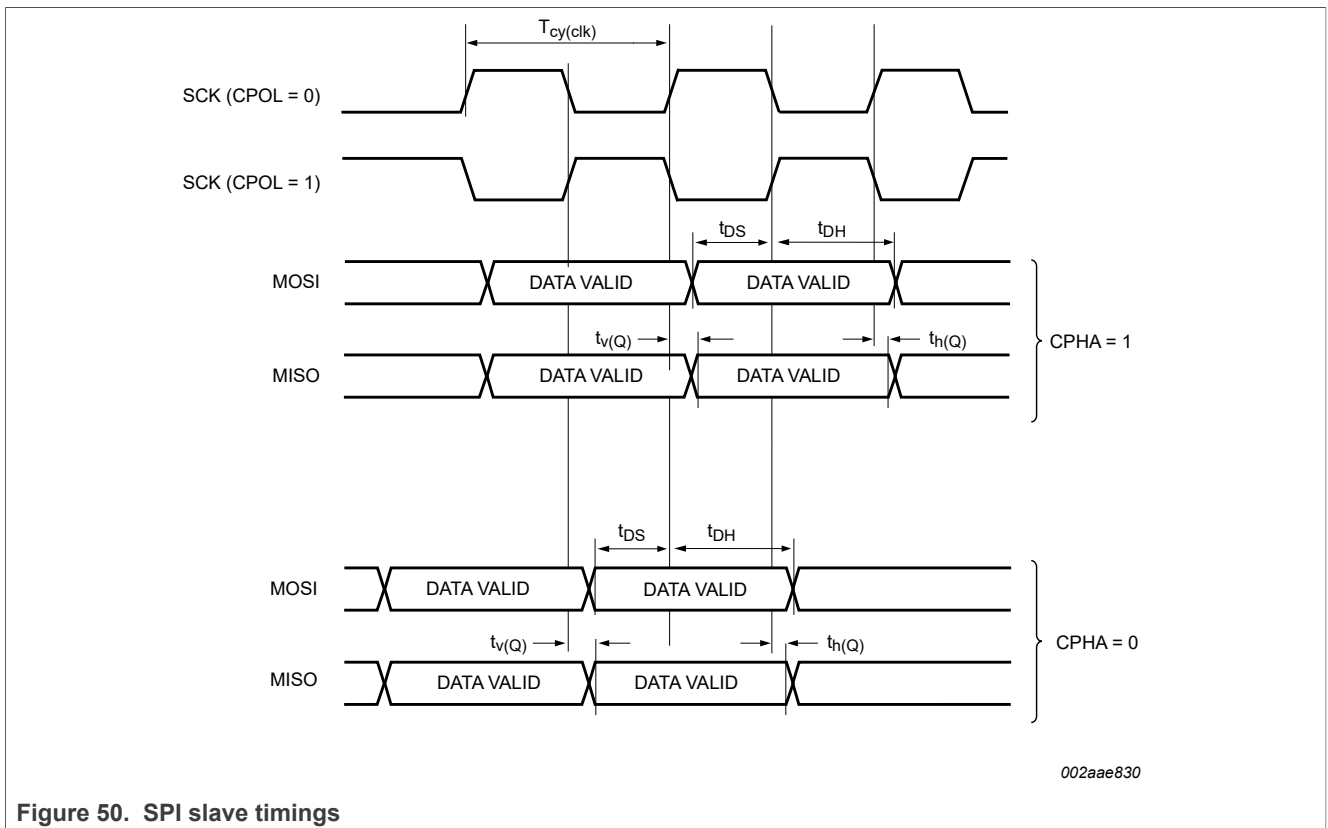 Tcy(clk)
SCK (CPOL = 0)
SCK (CPOL = 1)
tDS tDH
MOSI DATA VALID DATA VALID
tv(Q) th(Q) CPHA = 1
MISO DATA VALID DATA VALID
tDS tDH
MOSI DATA VALID DATA VALID
tv(Q) th(Q) CPHA = 0
MISO DATA VALID DATA VALID
002aae830
Figure 50. SPI slave timings